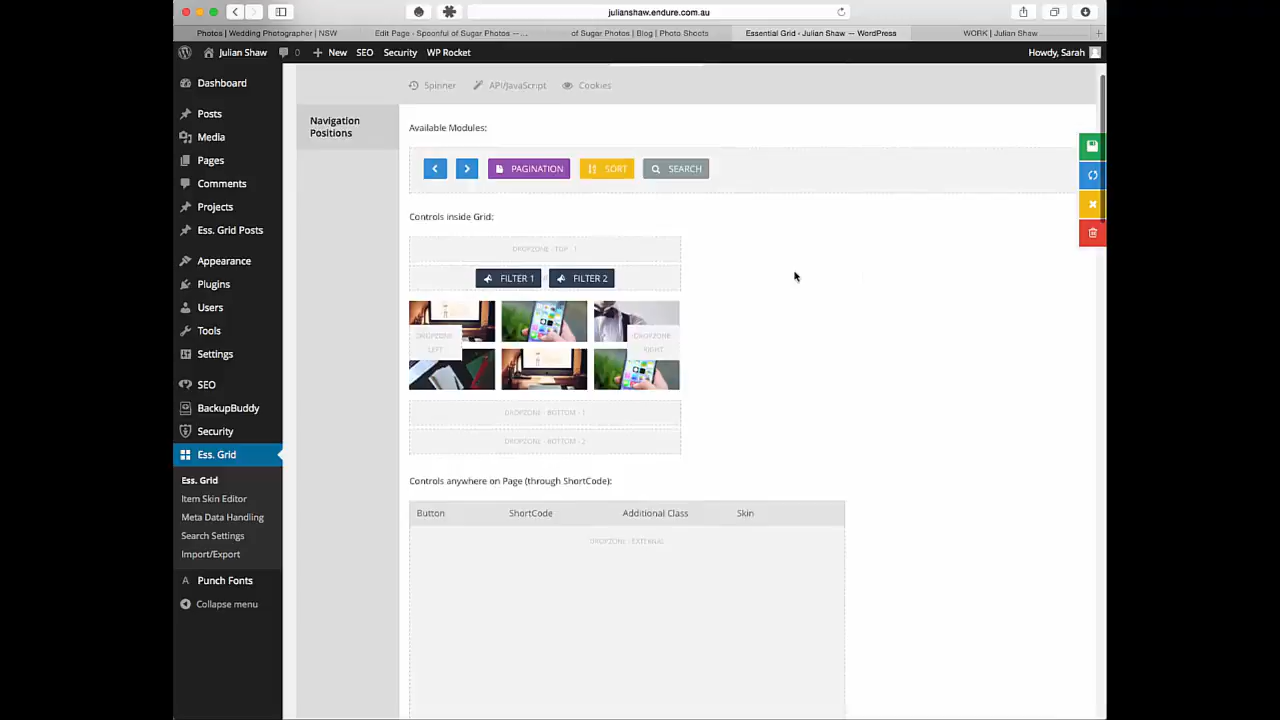 julianshaw.endure.com.au
Photos | Wedding Photographer | NSW
Edit Page - Spoonful of Sugar Photos — ...
of Sugar Photos | Blog | Photo Shoots
Essential Grid - Julian Shaw — WordPress
WORK | Julian Shaw
Julian Shaw
0
New
SEO
Security
WP Rocket
Howdy, Sarah
Dashboard
Posts
Media
Pages
Comments
Projects
Ess. Grid Posts
Appearance
Plugins
Users
Tools
Settings
SEO
BackupBuddy
Security
Ess. Grid
Ess. Grid
Item Skin Editor
Meta Data Handling
Search Settings
Import/Export
Punch Fonts
Collapse menu
Spinner
API/JavaScript
Cookies
Navigation
Positions
Available Modules:
PAGINATION
SORT
SEARCH
Controls inside Grid:
DROPZONE - TOP - 1
FILTER 1
FILTER 2
DROPZONE
LEFT
DROPZONE
RIGHT
DROPZONE - BOTTOM - 1
DROPZONE - BOTTOM - 2
Controls anywhere on Page (through ShortCode):
Button
ShortCode
Additional Class
Skin
DROPZONE - EXTERNAL